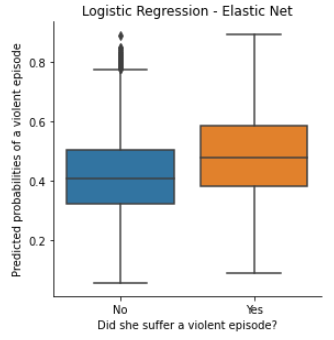 Logistic Regression - Elastic Net
Predicted probabilities of a violent episode
0.8
0.6
0.4
0.2
No
Yes
Did she suffer a violent episode?